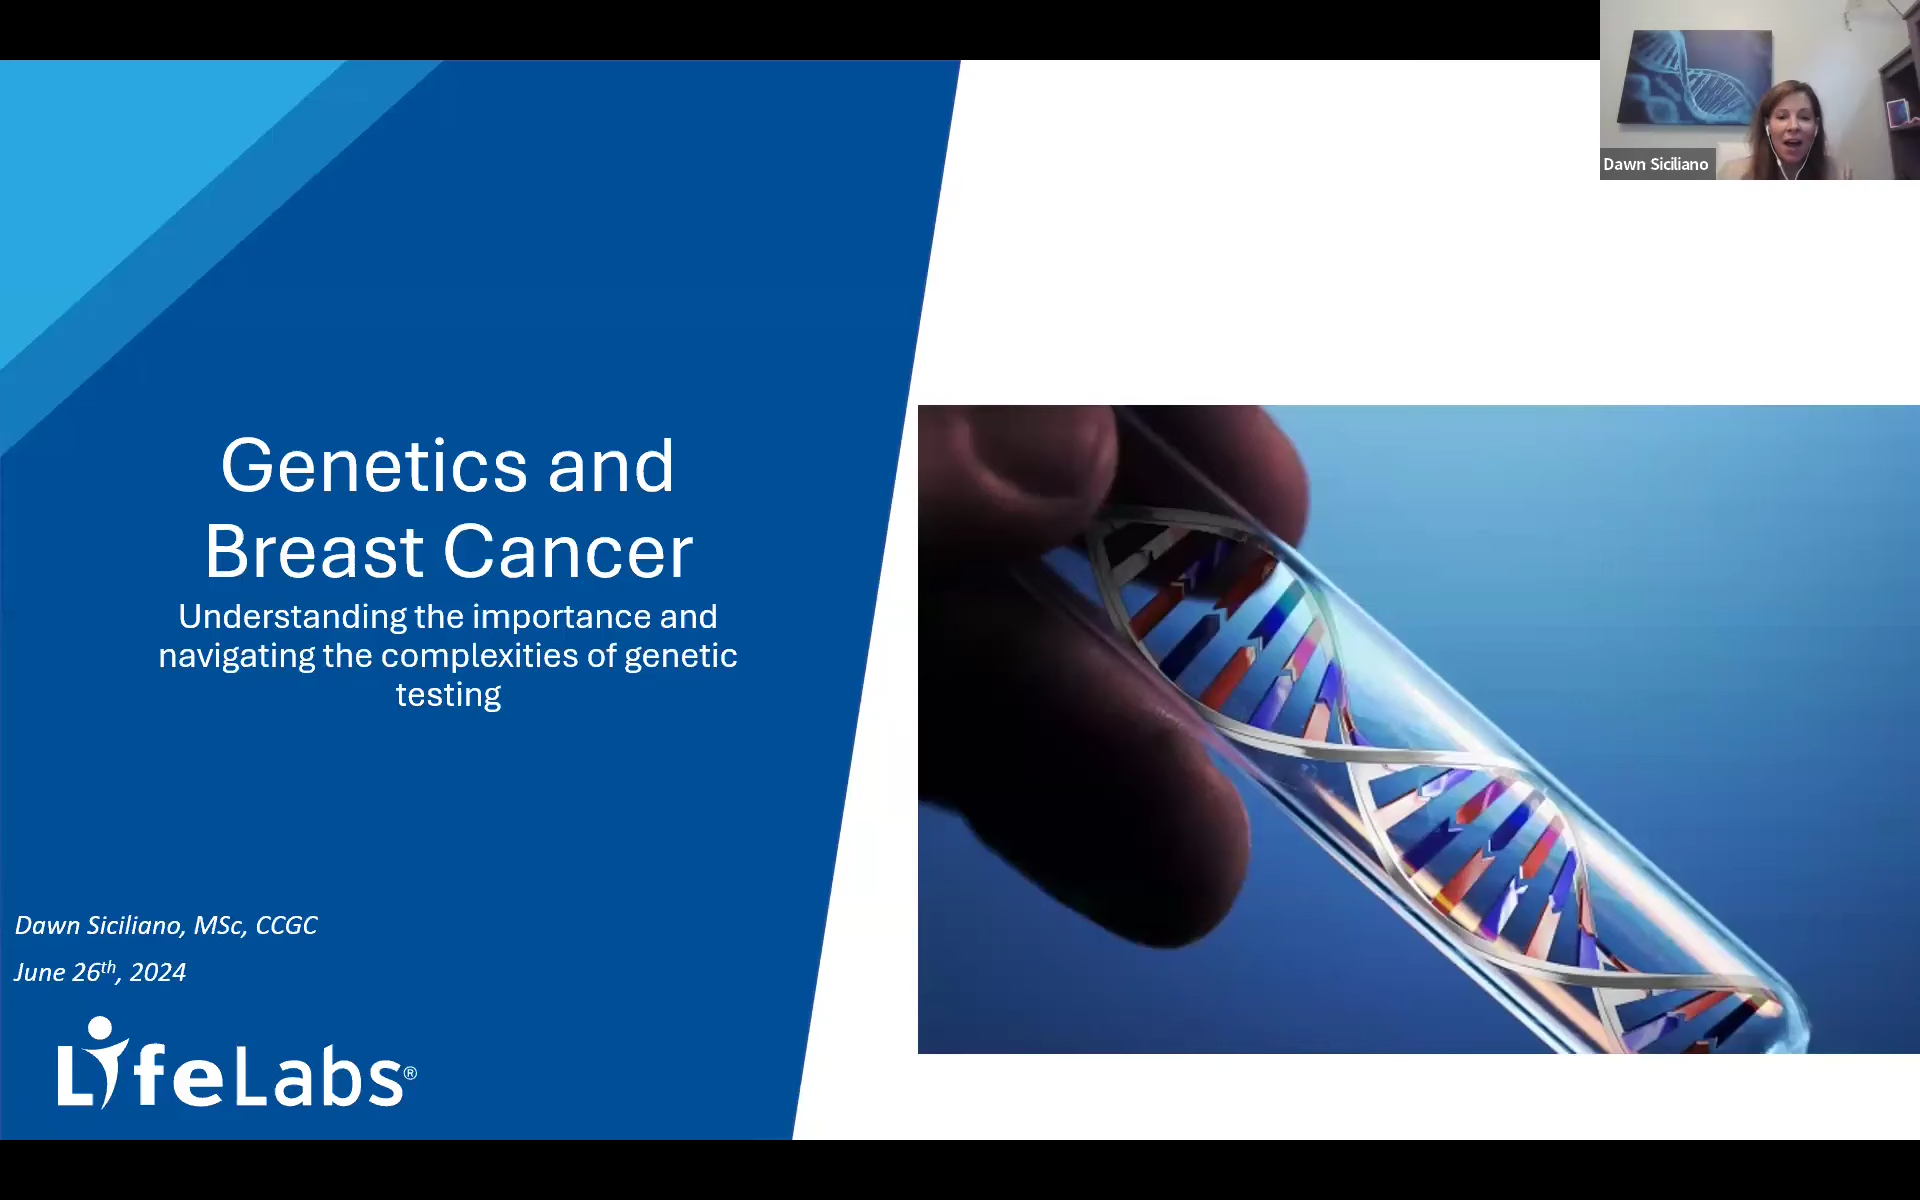 Dawn Siciliano
Genetics and
Breast Cancer
Understanding the importance and
navigating the complexities of genetic
testing
Dawn Siciliano, MSc, CCGC
June 26th, 2024
LifeLabs®